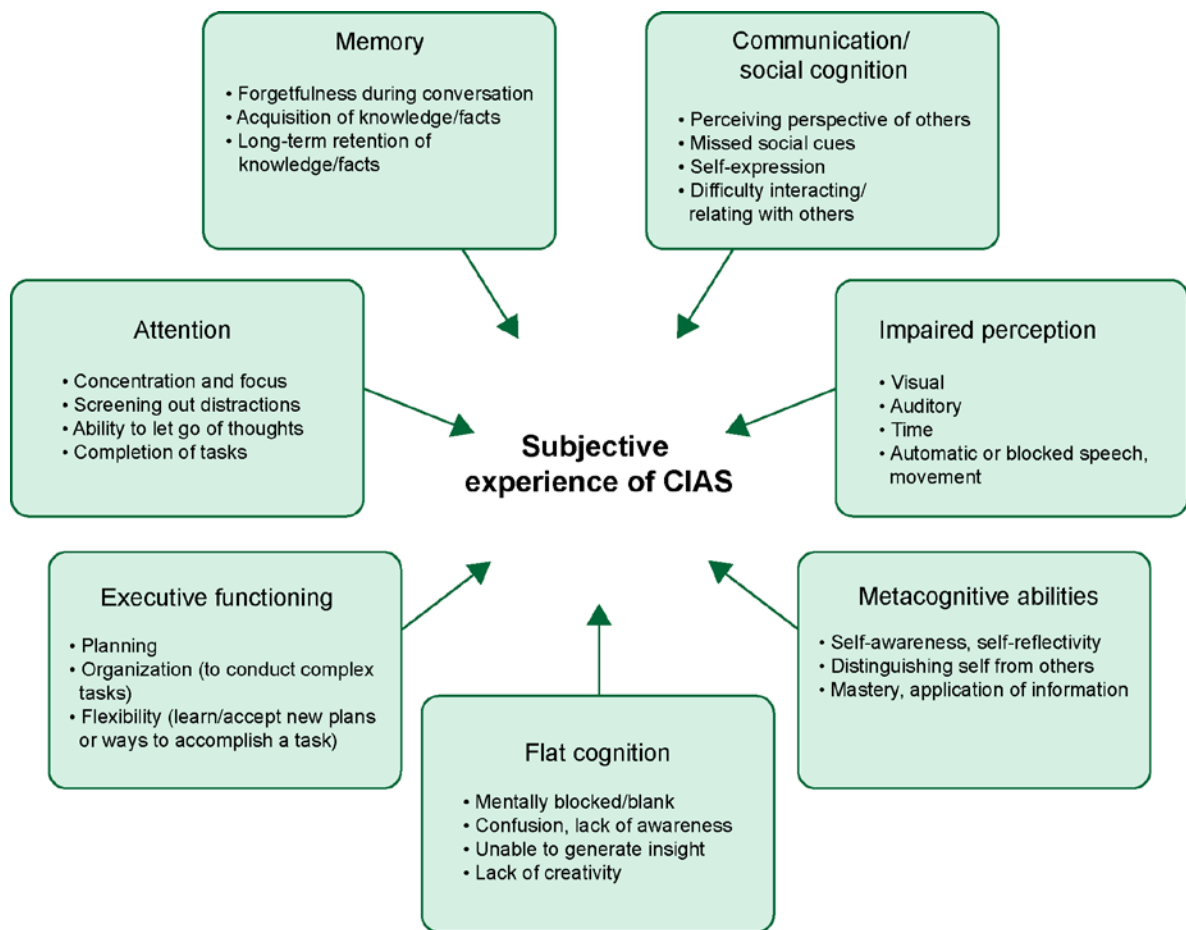 Memory
• Forgetfulness during conversation
• Acquisition of knowledge/facts
• Long-term retention of
knowledge/facts
Communication/
social cognition
• Perceiving perspective of others
• Missed social cues
• Self-expression
• Difficulty interacting/
relating with others
Attention
• Concentration and focus
• Screening out distractions
• Ability to let go of thoughts
• Completion of tasks
Impaired perception
• Visual
• Auditory
• Time
• Automatic or blocked speech,
movement
Subjective
experience of CIAS
Executive functioning
• Planning
• Organization (to conduct complex
tasks)
• Flexibility (learn/accept new plans
or ways to accomplish a task)
Flat cognition
• Mentally blocked/blank
• Confusion, lack of awareness
• Unable to generate insight
• Lack of creativity
Metacognitive abilities
• Self-awareness, self-reflectivity
• Distinguishing self from others
• Mastery, application of information